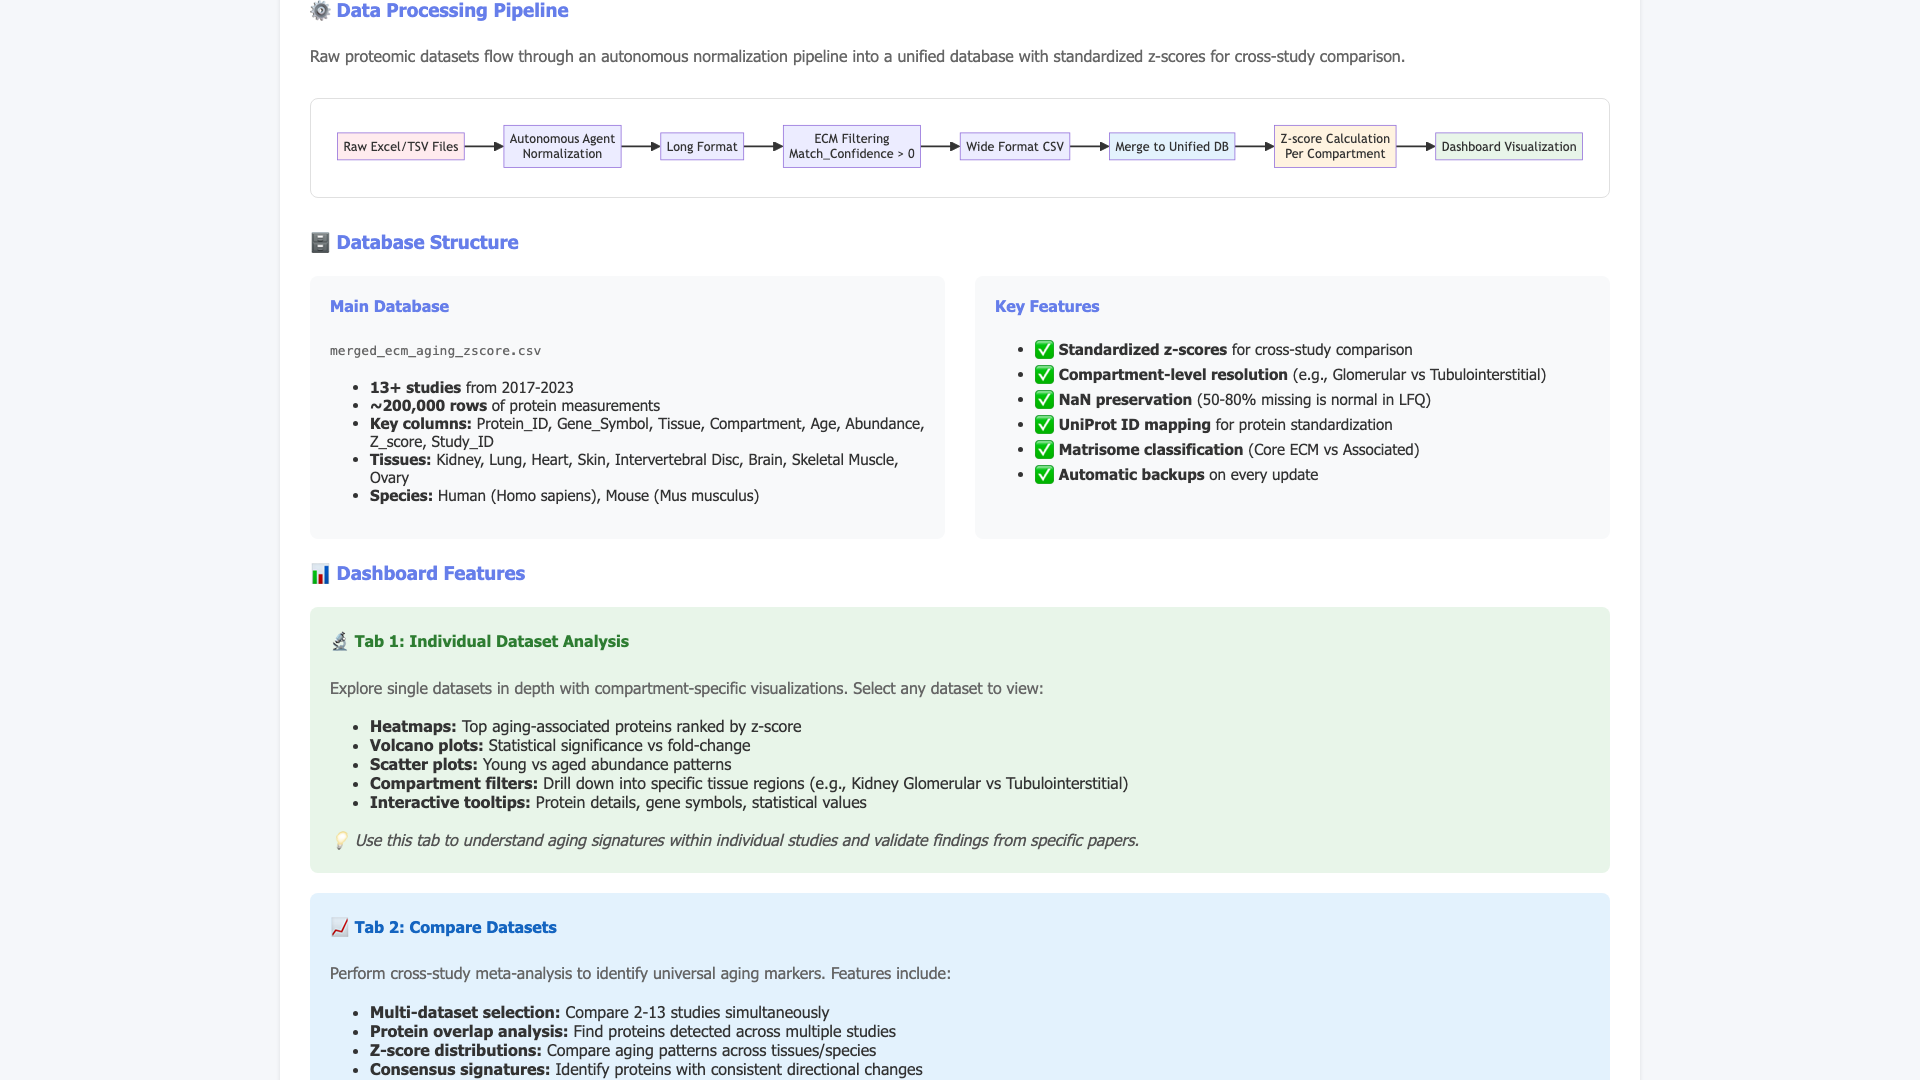 ⚙️ Data Processing Pipeline
Raw proteomic datasets flow through an autonomous normalization pipeline into a unified database with standardized z-scores for cross-study comparison.
Raw Excel/TSV Files
Autonomous Agent
Normalization
Long Format
ECM Filtering
Match_Confidence > 0
Wide Format CSV
Merge to Unified DB
Z-score Calculation
Per Compartment
Dashboard Visualization
🗄️ Database Structure
Main Database
merged_ecm_aging_zscore.csv
• 13+ studies from 2017-2023
• ~200,000 rows of protein measurements
• Key columns: Protein_ID, Gene_Symbol, Tissue, Compartment, Age, Abundance,
Z_score, Study_ID
• Tissues: Kidney, Lung, Heart, Skin, Intervertebral Disc, Brain, Skeletal Muscle,
Ovary
• Species: Human (Homo sapiens), Mouse (Mus musculus)
Key Features
• ✅ Standardized z-scores for cross-study comparison
• ✅ Compartment-level resolution (e.g., Glomerular vs Tubulointerstitial)
• ✅ NaN preservation (50-80% missing is normal in LFQ)
• ✅ UniProt ID mapping for protein standardization
• ✅ Matrisome classification (Core ECM vs Associated)
• ✅ Automatic backups on every update
📊 Dashboard Features
🔬 Tab 1: Individual Dataset Analysis
Explore single datasets in depth with compartment-specific visualizations. Select any dataset to view:
• Heatmaps: Top aging-associated proteins ranked by z-score
• Volcano plots: Statistical significance vs fold-change
• Scatter plots: Young vs aged abundance patterns
• Compartment filters: Drill down into specific tissue regions (e.g., Kidney Glomerular vs Tubulointerstitial)
• Interactive tooltips: Protein details, gene symbols, statistical values
💡 Use this tab to understand aging signatures within individual studies and validate findings from specific papers.
📈 Tab 2: Compare Datasets
Perform cross-study meta-analysis to identify universal aging markers. Features include:
• Multi-dataset selection: Compare 2-13 studies simultaneously
• Protein overlap analysis: Find proteins detected across multiple studies
• Z-score distributions: Compare aging patterns across tissues/species
• Consensus signatures: Identify proteins with consistent directional changes